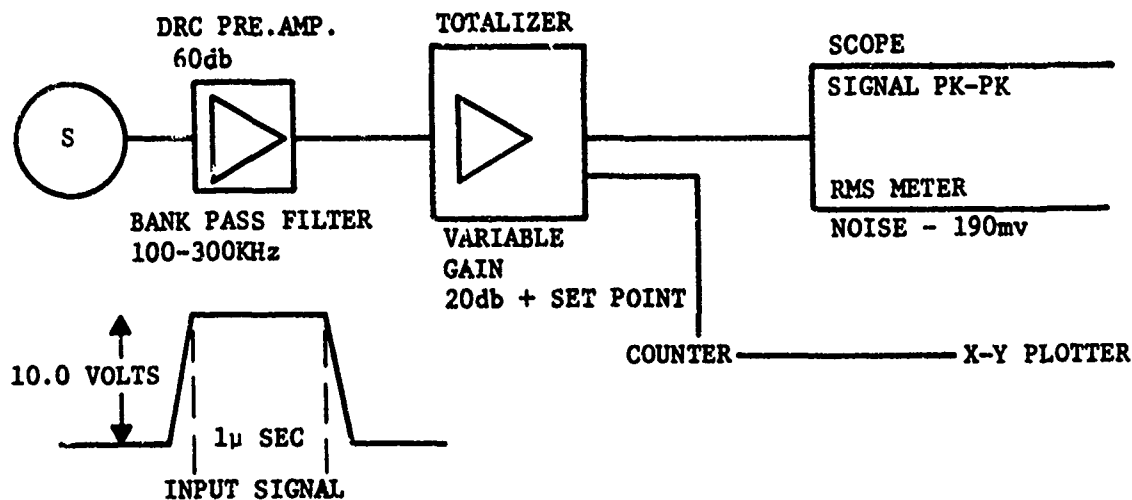 DRC PRE.AMP.
60db
TOTALIZER
SCOPE
SIGNAL PK-PK
S
RMS METER
NOISE - 190mv
BANK PASS FILTER
100-300KHz
VARIABLE
GAIN
20db + SET POINT
COUNTER
X-Y PLOTTER
10.0 VOLTS
1μ SEC
INPUT SIGNAL